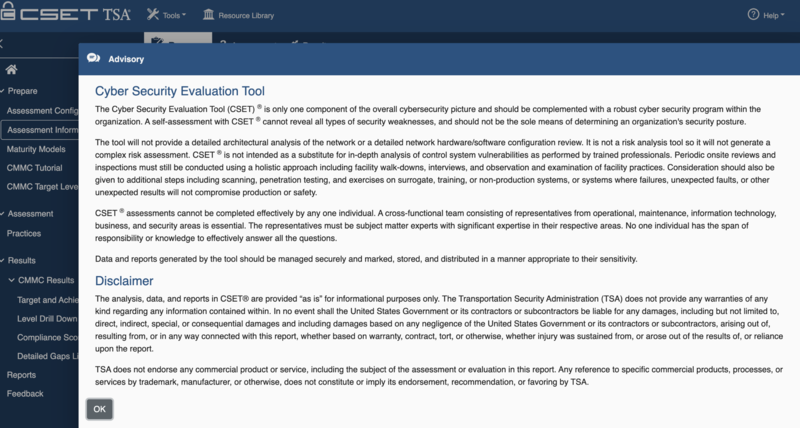 CSET TSA Tools Resource Library Help
Advisory
Prepare
Assessment Config
Assessment Inform
Maturity Models
CMMC Tutorial
CMMC Target Leve
Assessment
Practices
Results
CMMC Results
Target and Achie
Level Drill Down
Compliance Sco
Detailed Gaps Li
Reports
Feedback
Cyber Security Evaluation Tool
The Cyber Security Evaluation Tool (CSET) ® is only one component of the overall cybersecurity picture and should be complemented with a robust cyber security program within the
organization. A self-assessment with CSET ® cannot reveal all types of security weaknesses, and should not be the sole means of determining an organization's security posture.
The tool will not provide a detailed architectural analysis of the network or a detailed network hardware/software configuration review. It is not a risk analysis tool so it will not generate a
complex risk assessment. CSET ® is not intended as a substitute for in-depth analysis of control system vulnerabilities as performed by trained professionals. Periodic onsite reviews and
inspections must still be conducted using a holistic approach including facility walk-downs, interviews, and observation and examination of facility practices. Consideration should also be
given to additional steps including scanning, penetration testing, and exercises on surrogate, training, or non-production systems, or systems where failures, unexpected faults, or other
unexpected results will not compromise production or safety.
CSET ® assessments cannot be completed effectively by any one individual. A cross-functional team consisting of representatives from operational, maintenance, information technology,
business, and security areas is essential. The representatives must be subject matter experts with significant expertise in their respective areas. No one individual has the span of
responsibility or knowledge to effectively answer all the questions.
Data and reports generated by the tool should be managed securely and marked, stored, and distributed in a manner appropriate to their sensitivity.
Disclaimer
The analysis, data, and reports in CSET® are provided "as is" for informational purposes only. The Transportation Security Administration (TSA) does not provide any warranties of any
kind regarding any information contained within. In no event shall the United States Government or its contractors or subcontractors be liable for any damages, including but not limited to,
direct, indirect, special, or consequential damages and including damages based on any negligence of the United States Government or its contractors or subcontractors, arising out of,
resulting from, or in any way connected with this report, whether based on warranty, contract, tort, or otherwise, whether injury was sustained from, or arose out of the results of, or reliance
upon the report.
TSA does not endorse any commercial product or service, including the subject of the assessment or evaluation in this report. Any reference to specific commercial products, processes, or
services by trademark, manufacturer, or otherwise, does not constitute or imply its endorsement, recommendation, or favoring by TSA.
OK